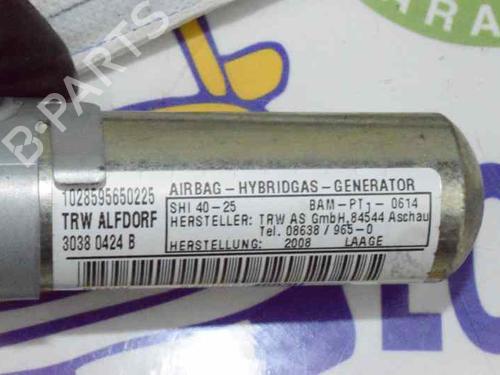 ARA
B-PARTS
1028595650225
TRW ALFDORF
3038 0424 B
AIRBAG-HYBRIDGAS-GENERATOR
SHI 40-25 BAM-PT1-0614
HERSTELLER: TRW AS GmbH,84544 Aschau
Tel. 08638 / 965-0
HERSTELLUNG: 2008 LAAGE